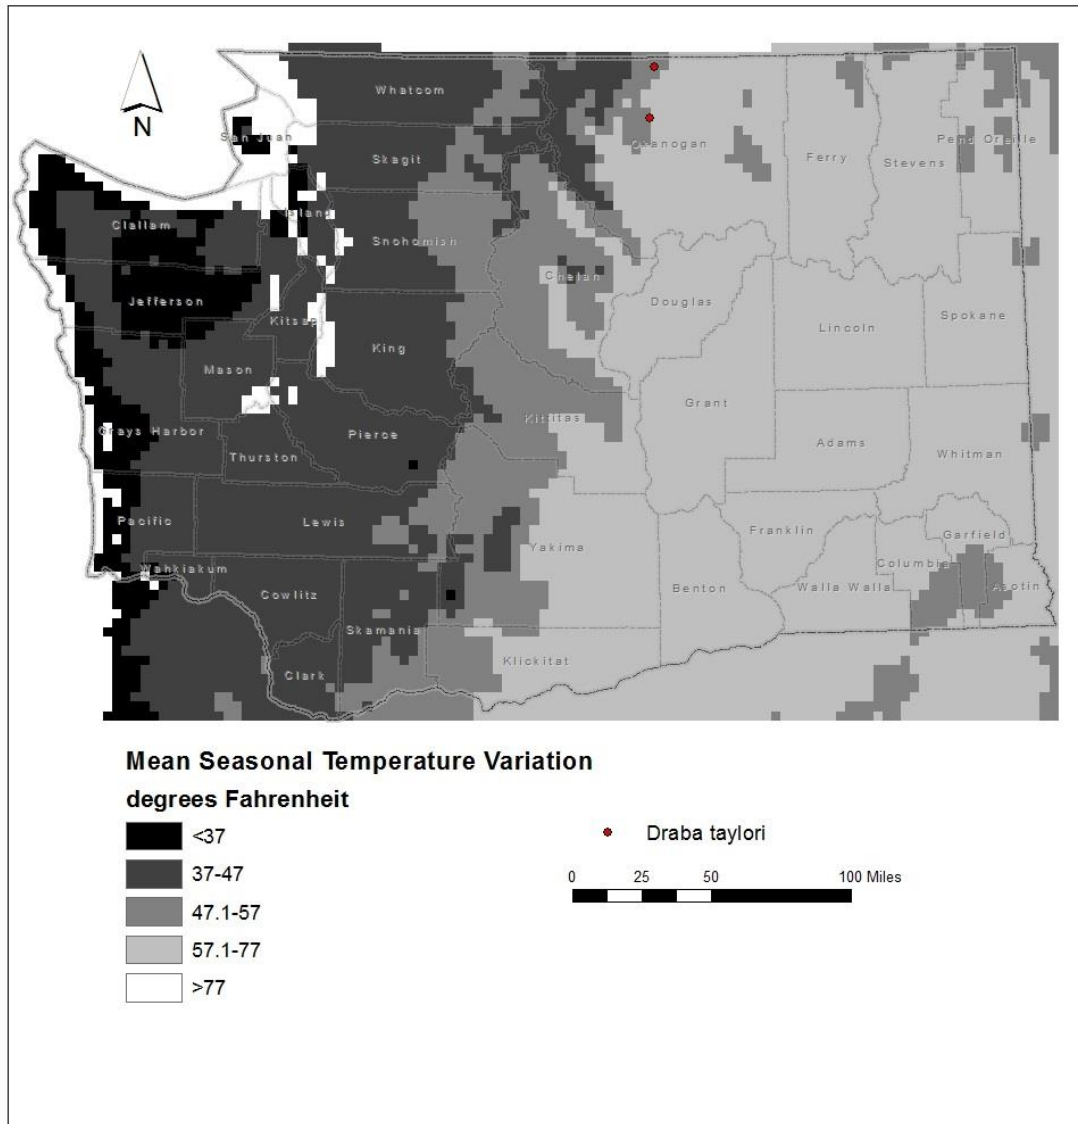 N
Whatcom
San Juan
Okanogan
Pend Oreille
Skagit
Ferry
Stevens
Island
Clallam
Snohomish
Chelan
Jefferson
Douglas
Kitsap
Lincoln
Spokane
King
Mason
Grant
Kittitas
Grays Harbor
Pierce
Adams
Thurston
Whitman
Pacific
Lewis
Franklin
Garfield
Yakima
Wahkiakum
Columbia
Cowlitz
Benton
Walla Walla
Asotin
Skamania
Klickitat
Clark
Mean Seasonal Temperature Variation
degrees Fahrenheit
<37
37-47
47.1-57
57.1-77
>77
Draba taylori
0 25 50 100 Miles